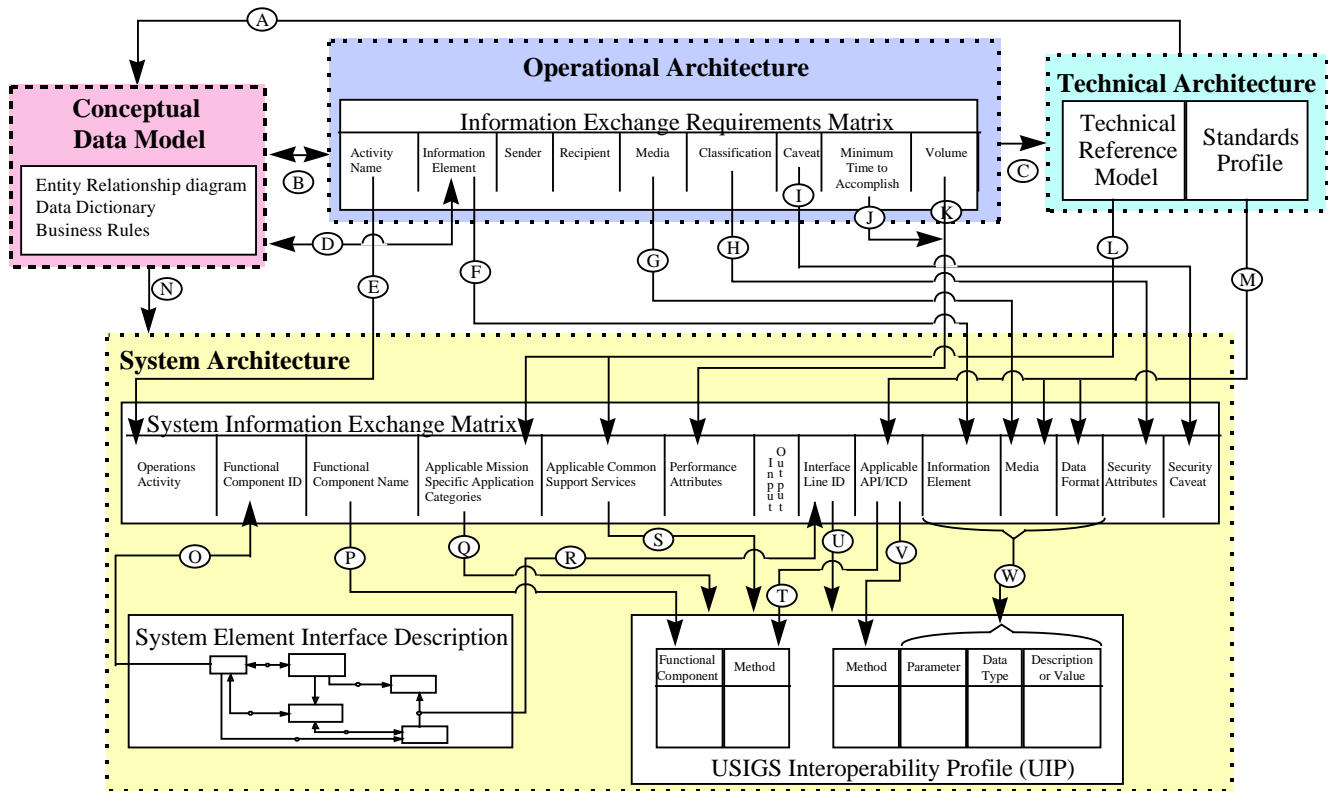 A
Operational Architecture
Conceptual
Data Model
Technical Architecture
Information Exchange Requirements Matrix
Technical
Reference
Model
Standards
Profile
Activity
Name
Information
Element
Sender
Recipient
Media
Classification
Caveat
Minimum
Time to
Accomplish
Volume
B
C
Entity Relationship diagram
Data Dictionary
Business Rules
I
J
K
D
E
F
G
H
L
M
N
System Architecture
System Information Exchange Matrix
Operations
Activity
Functional
Component ID
Functional
Component Name
Applicable Mission
Specific Application
Categories
Applicable Common
Support Services
Performance
Attributes
Input
Output
Interface
Line ID
Applicable
API/ICD
Information
Element
Media
Data
Format
Security
Attributes
Security
Caveat
O
P
Q
S
R
U
V
W
T
System Element Interface Description
Functional
Component
Method
Method
Parameter
Data
Type
Description
or Value
USIGS Interoperability Profile (UIP)